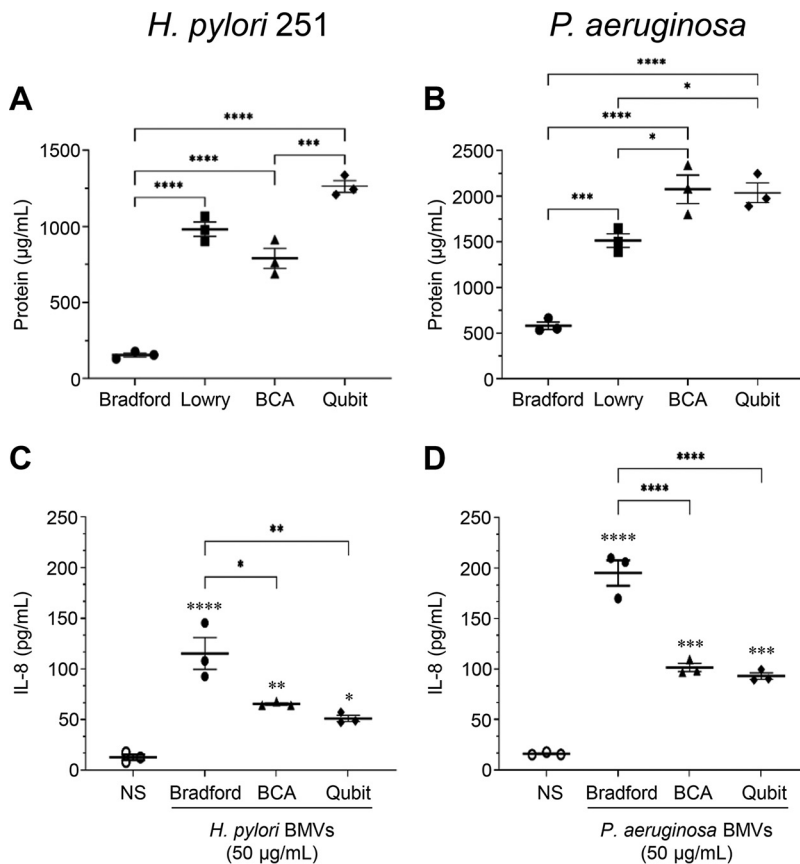 H. pylori 251
P. aeruginosa
A
B
****
****
***
****
****
*
****
*
***
1500
1000
500
0
Protein (µg/mL)
Bradford Lowry BCA Qubit
2500
2000
1500
1000
500
0
Protein (µg/mL)
Bradford Lowry BCA Qubit
C
D
**
*
****
**
*
250
200
150
100
50
0
IL-8 (pg/mL)
NS Bradford BCA Qubit
H. pylori BMVs
(50 µg/mL)
****
****
****
***
***
250
200
150
100
50
0
IL-8 (pg/mL)
NS Bradford BCA Qubit
P. aeruginosa BMVs
(50 µg/mL)